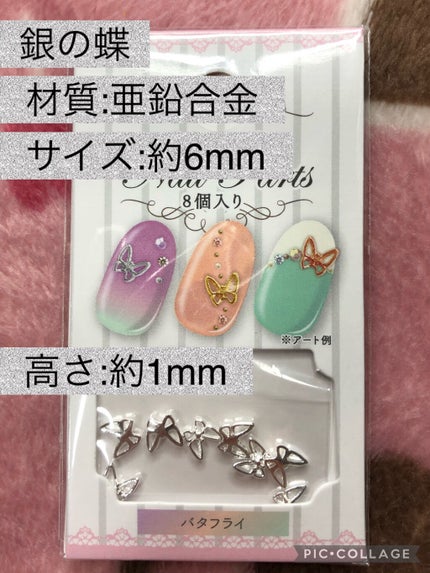 銀の蝶
材質:亜鉛合金
サイズ:約6mm
Nail Parts
8個入り
※アート例
高さ:約1mm
バタフライ
PIC•COLLAGE